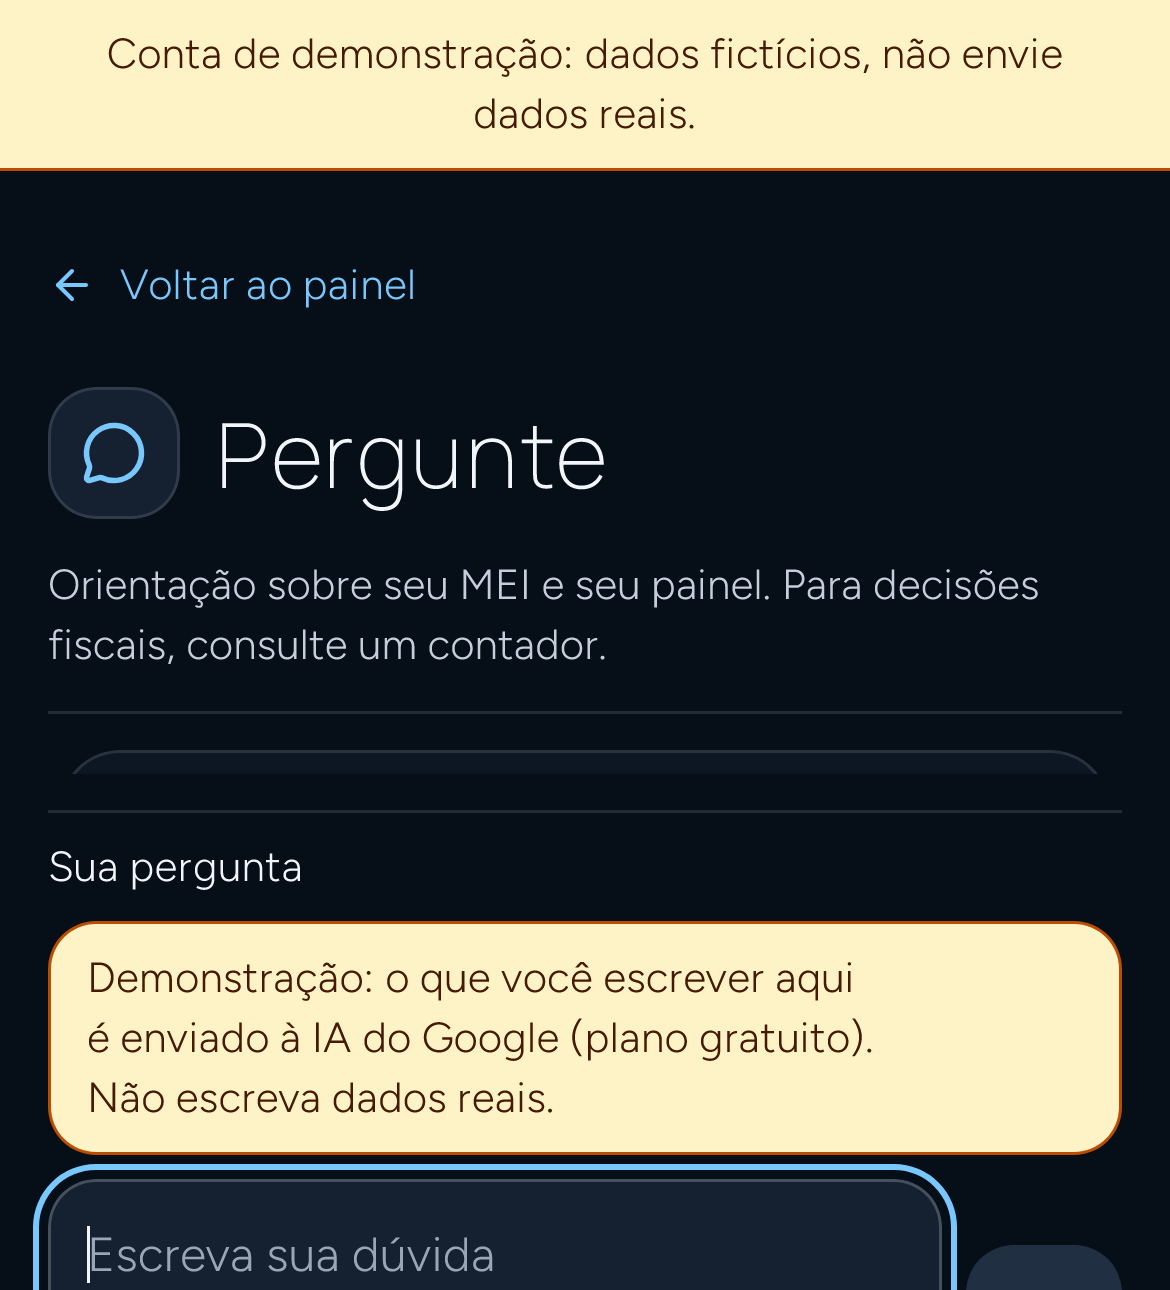 Conta de demonstração: dados fictícios, não envie
dados reais.
Voltar ao painel
Pergunte
Orientação sobre seu MEI e seu painel. Para decisões
fiscais, consulte um contador.
Sua pergunta
Demonstração: o que você escrever aqui
é enviado à IA do Google (plano gratuito).
Não escreva dados reais.
Escreva sua dúvida